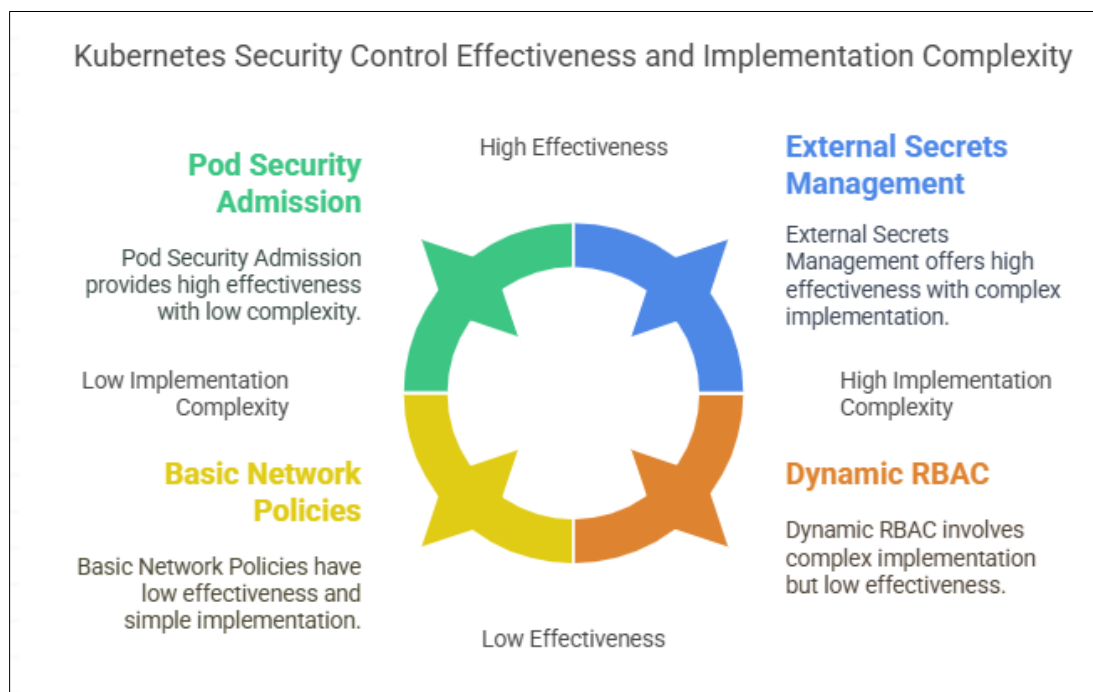 Kubernetes Security Control Effectiveness and Implementation Complexity
High Effectiveness
Pod Security
Admission
Pod Security Admission
provides high effectiveness
with low complexity.
External Secrets
Management
External Secrets
Management offers high
effectiveness with complex
implementation.
Low Implementation
Complexity
High Implementation
Complexity
Basic Network
Policies
Basic Network Policies have
low effectiveness and
simple implementation.
Dynamic RBAC
Dynamic RBAC involves
complex implementation
but low effectiveness.
Low Effectiveness